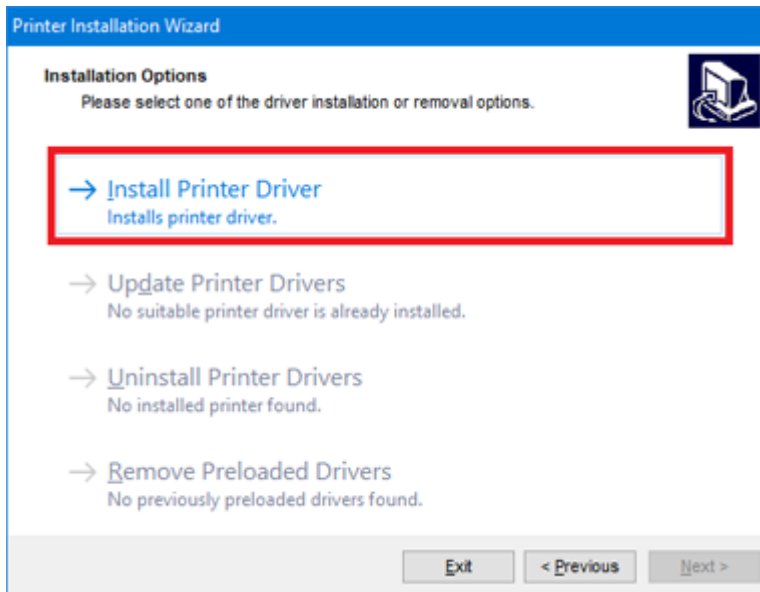 Printer Installation Wizard
Installation Options
Please select one of the driver installation or removal options.
Install Printer Driver
Installs printer driver.
Update Printer Drivers
No suitable printer driver is already installed.
Uninstall Printer Drivers
No installed printer found.
Remove Preloaded Drivers
No previously preloaded drivers found.
Exit < Previous Next >